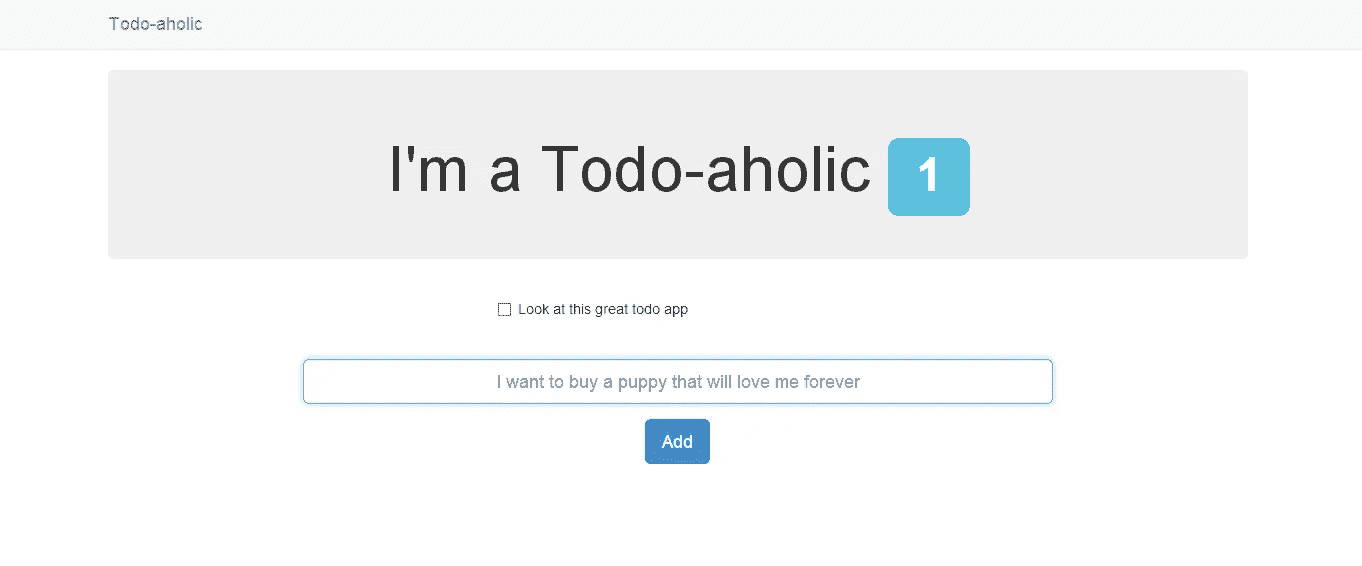 Todo-aholic
I'm a Todo-aholic 1
Look at this great todo app
I want to buy a puppy that will love me forever
Add